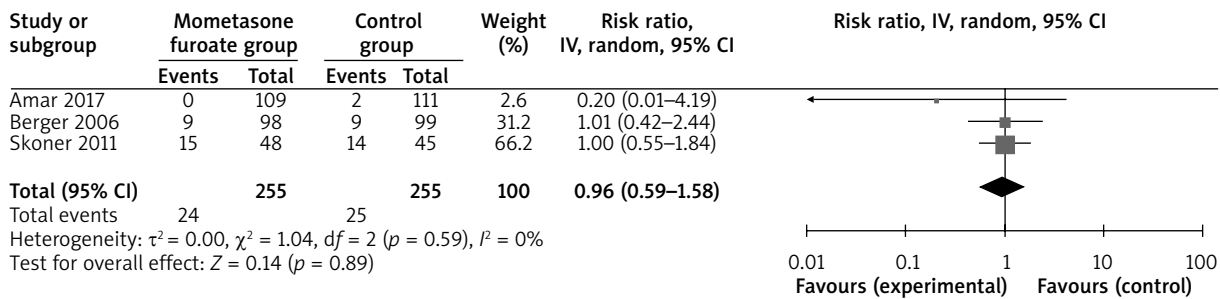 Study or subgroup Mometasone furoate group Control group Weight (%) Risk ratio, IV, random, 95% CI Risk ratio, IV, random, 95% CI
Events Total Events Total
Amar 2017 0 109 2 111 2.6 0.20 (0.01–4.19)
Berger 2006 9 98 9 99 31.2 1.01 (0.42–2.44)
Skoner 2011 15 48 14 45 66.2 1.00 (0.55–1.84)
Total (95% CI) 255 255 100 0.96 (0.59–1.58)
Total events 24 25
Heterogeneity: τ² = 0.00, χ² = 1.04, df = 2 (p = 0.59), I² = 0%
Test for overall effect: Z = 0.14 (p = 0.89)
0.01 0.1 1 10 100
Favours (experimental) Favours (control)